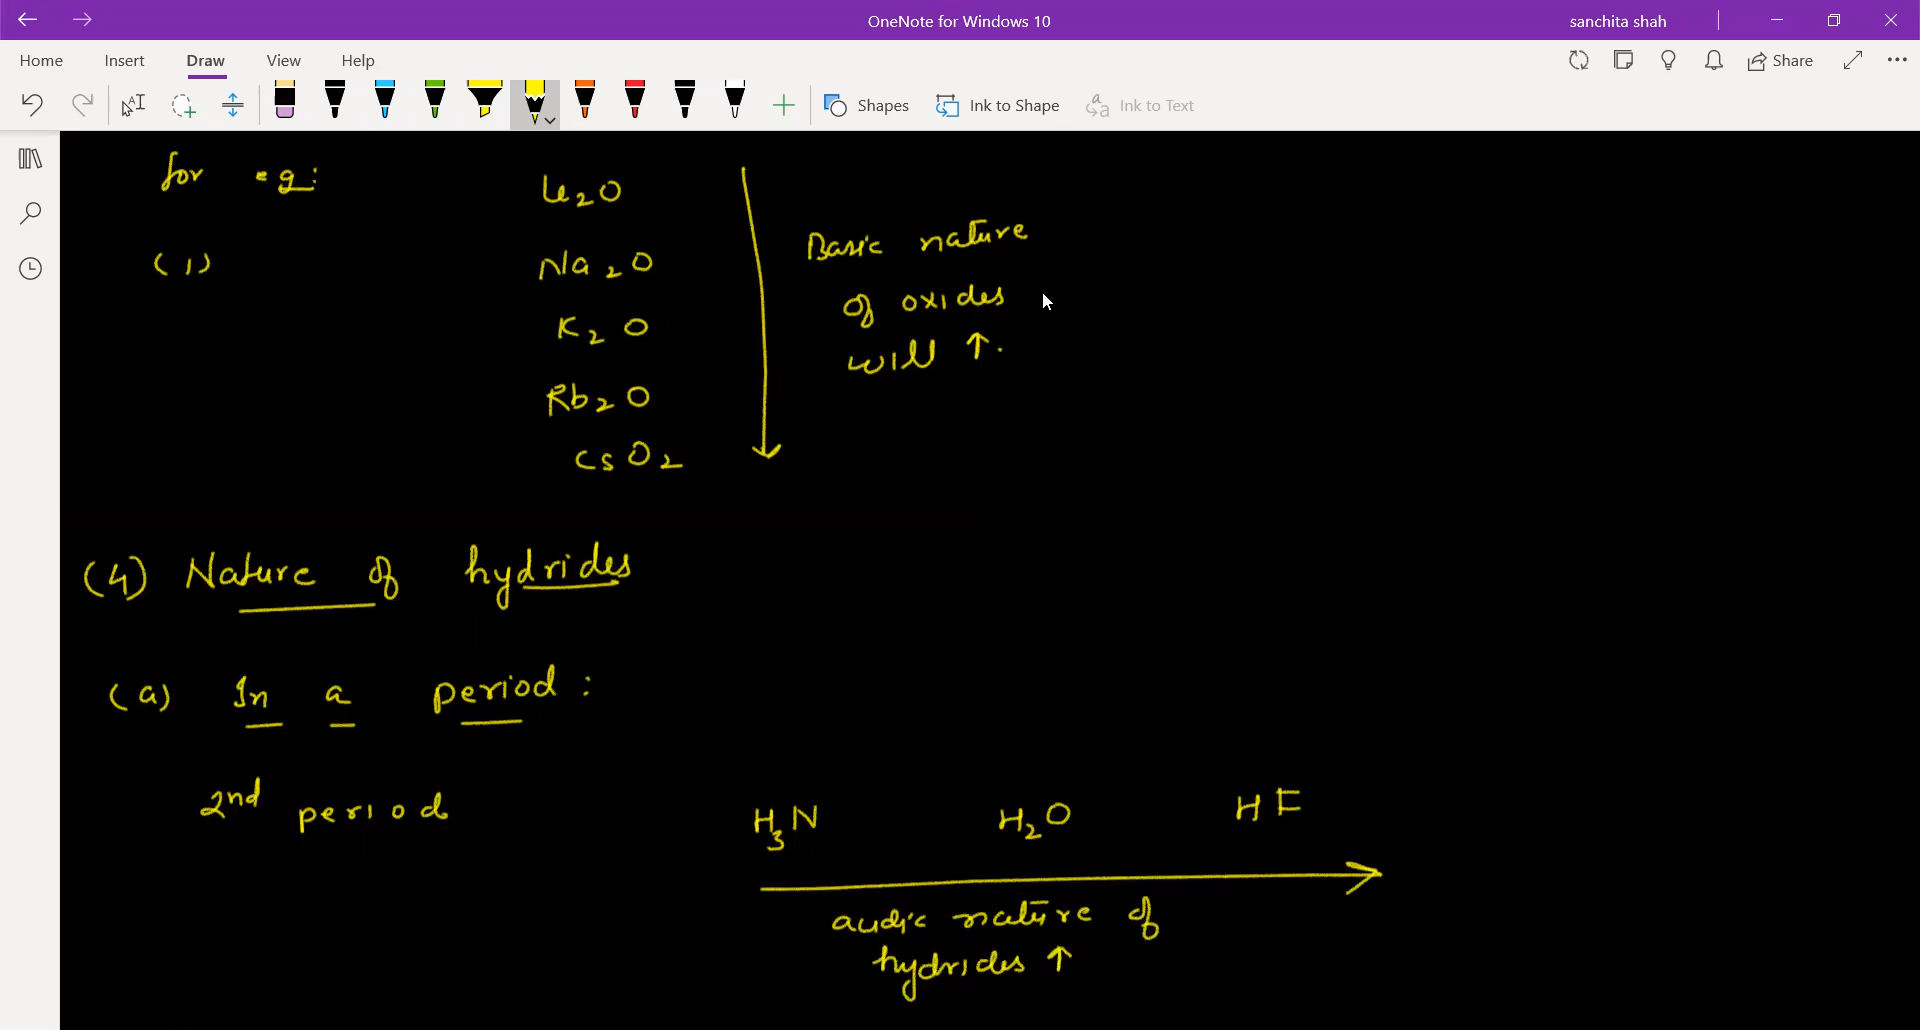 OneNote for Windows 10
sanchita shah
Home Insert Draw View Help
Share
Shapes Ink to Shape Ink to Text
for eg:
(1)
Li₂O
Na₂O
K₂O
Rb₂O
CsO₂
Basic nature
of oxides
will ↑.
(4) Nature of hydrides
(a) In a period:
2nd period
H₃N H₂O HF
acidic nature of
hydrides ↑